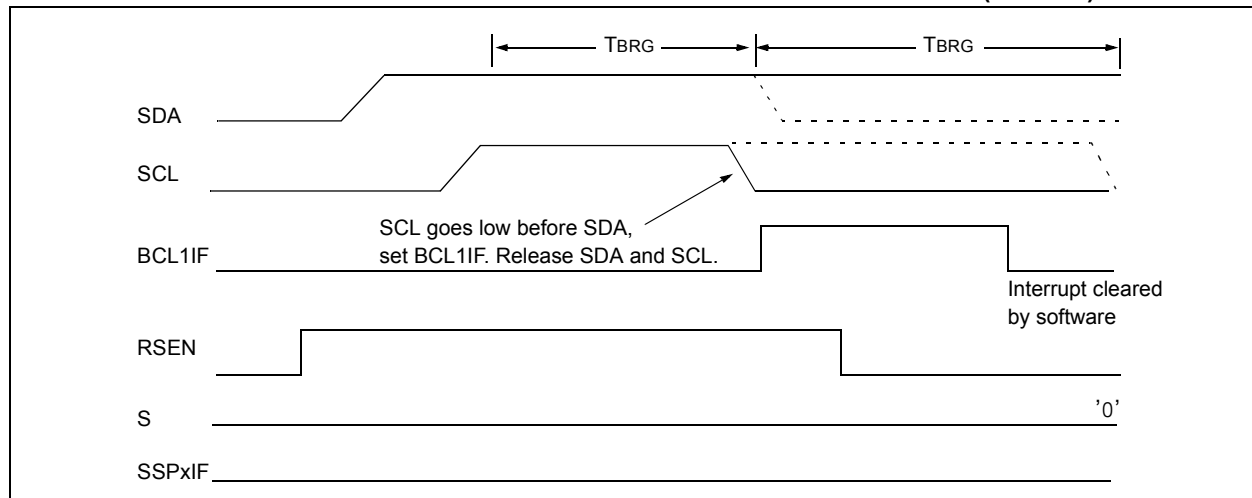 TBRG TBRG
SDA
SCL
SCL goes low before SDA,
set BCL1IF. Release SDA and SCL.
BCL1IF
Interrupt cleared
by software
RSEN
S '0'
SSPxIF